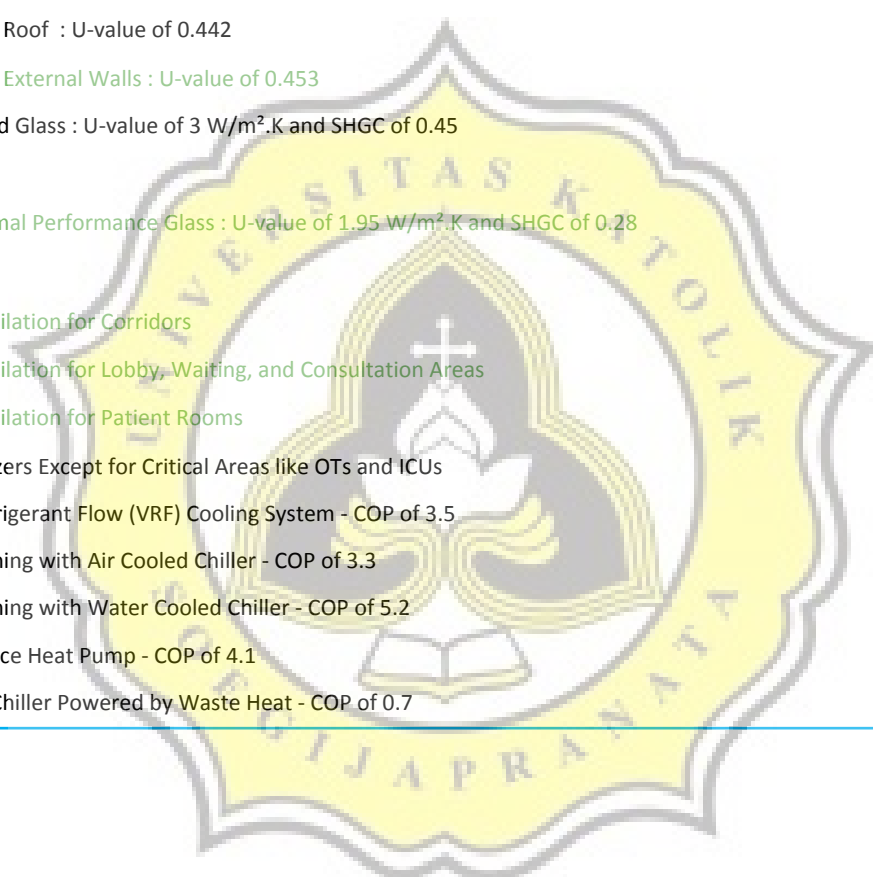 Roof : U-value of 0.442
External Walls : U-value of 0.453
d Glass : U-value of 3 W/m².K and SHGC of 0.45
nal Performance Glass : U-value of 1.95 W/m².K and SHGC of 0.28
ilation for Corridors
ilation for Lobby, Waiting, and Consultation Areas
ilation for Patient Rooms
zers Except for Critical Areas like OTs and ICUs
rigerant Flow (VRF) Cooling System - COP of 3.5
ning with Air Cooled Chiller - COP of 3.3
ning with Water Cooled Chiller - COP of 5.2
ce Heat Pump - COP of 4.1
Chiller Powered by Waste Heat - COP of 0.7
UNIVERSITAS KATOLIK
SOEGIJAPRANATA